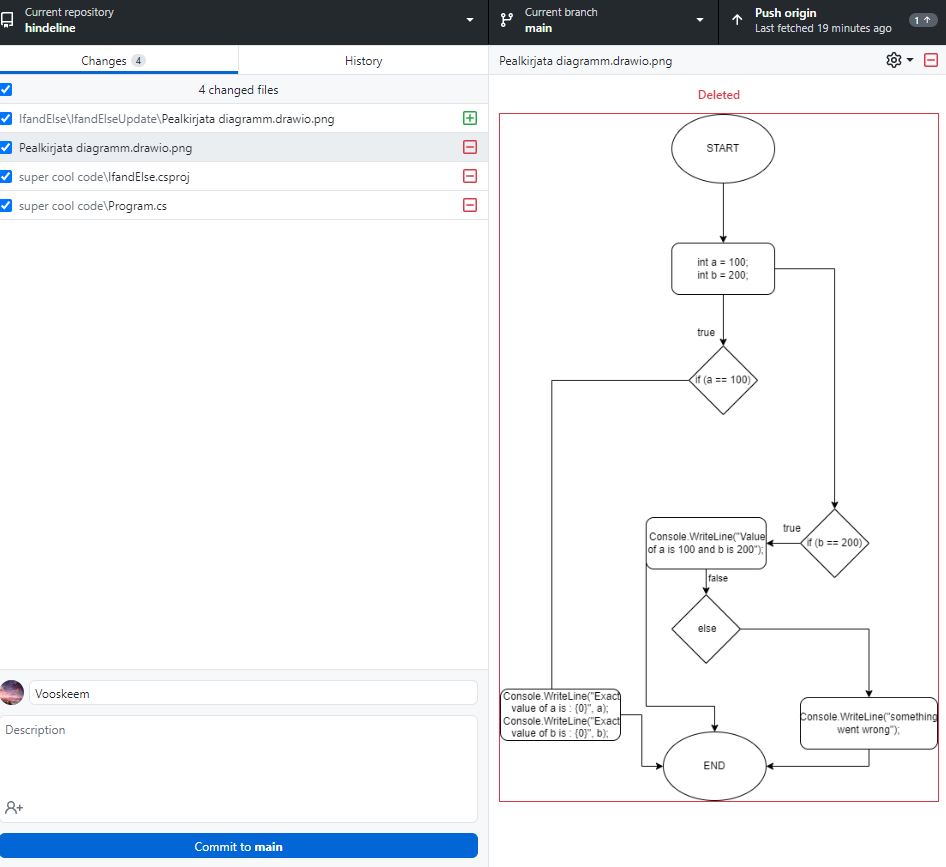 Current repository
hindeline
Current branch
main
Push origin
Last fetched 19 minutes ago
1
Changes 4
History
4 changed files
IfandElse\IfandElseUpdate\Pealkirjata diagramm.drawio.png
Pealkirjata diagramm.drawio.png
super cool code\IfandElse.csproj
super cool code\Program.cs
Vooskeem
Description
Commit to main
Pealkirjata diagramm.drawio.png
Deleted
START
int a = 100;
int b = 200;
true
if (a == 100)
true
if (b == 200)
Console.WriteLine("Value
of a is 100 and b is 200");
false
else
Console.WriteLine("Exact
value of a is : {0}", a);
Console.WriteLine("Exact
value of b is : {0}", b);
Console.WriteLine("something
went wrong");
END